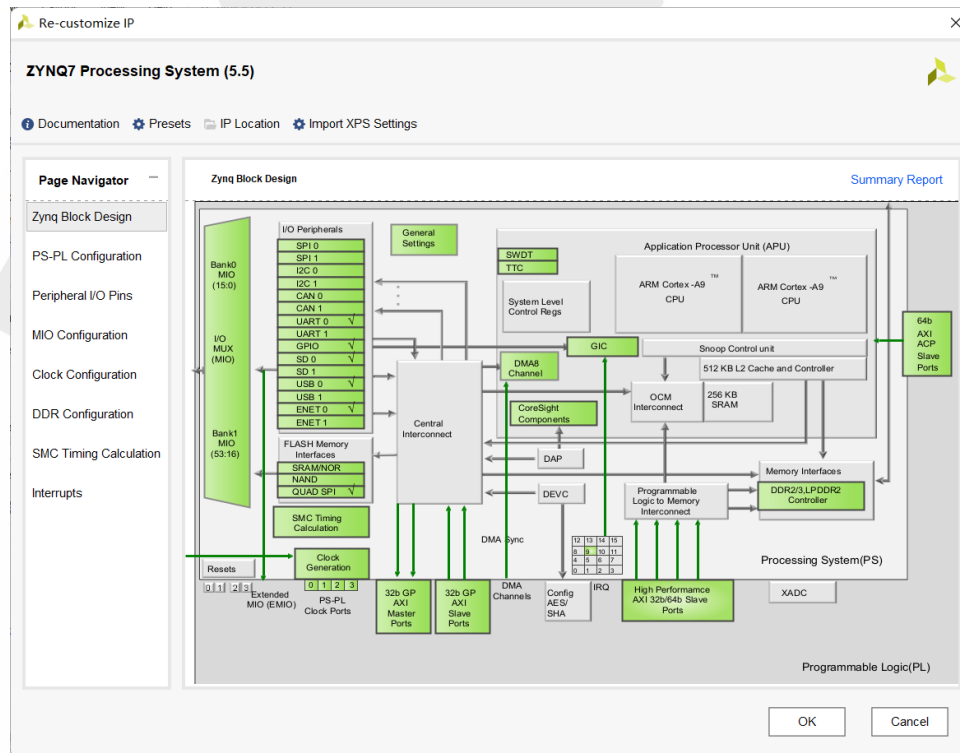 Re-customize IP
ZYNQ7 Processing System (5.5)
Documentation
Presets
IP Location
Import XPS Settings
Page Navigator
Zynq Block Design
PS-PL Configuration
Peripheral I/O Pins
MIO Configuration
Clock Configuration
DDR Configuration
SMC Timing Calculation
Interrupts
Zynq Block Design
Summary Report
Bank0
MIO
(15:0)
I/O
MUX
(MIO)
Bank1
MIO
(53:16)
I/O Peripherals
SPI 0
SPI 1
I2C 0
I2C 1
CAN 0
CAN 1
UART 0 √
UART 1
GPIO √
SD 0 √
SD 1
USB 0 √
USB 1
ENET 0 √
ENET 1
FLASH Memory
Interfaces
SRAM/NOR
NAND
QUAD SPI √
SMC Timing
Calculation
General
Settings
Central
Interconnect
SWDT
TTC
System Level
Control Regs
Application Processor Unit (APU)
ARM Cortex -A9 ™
CPU
ARM Cortex -A9 ™
CPU
GIC
Snoop Control unit
512 KB L2 Cache and Controller
DMA8
Channel
OCM
Interconnect
256 KB
SRAM
CoreSight
Components
DAP
DEVC
Programmable
Logic to Memory
Interconnect
Memory Interfaces
DDR2/3,LPDDR2
Controller
64b
AXI
ACP
Slave
Ports
DMA Sync
12 13 14 15
8 9 10 11
4 5 6 7
0 1 2 3
Processing System(PS)
Resets
0 1 2 3
Clock
Generation
0 1 2 3
Extended
MIO (EMIO)
PS-PL
Clock Ports
32b GP
AXI
Master
Ports
32b GP
AXI
Slave
Ports
DMA
Channels
Config
AES/
SHA
IRQ
High Performamce
AXI 32b/64b Slave
Ports
XADC
Programmable Logic(PL)
OK
Cancel